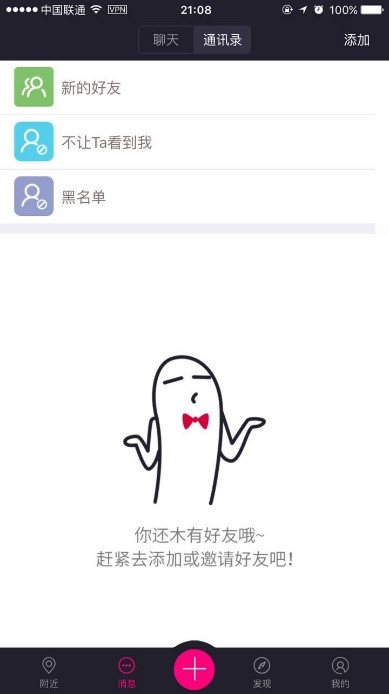 中国联通 VPN 21:08 100%
聊天 通讯录 添加
新的好友
不让Ta看到我
黑名单
你还木有好友哦~
赶紧去添加或邀请好友吧!
附近 消息 发现 我的